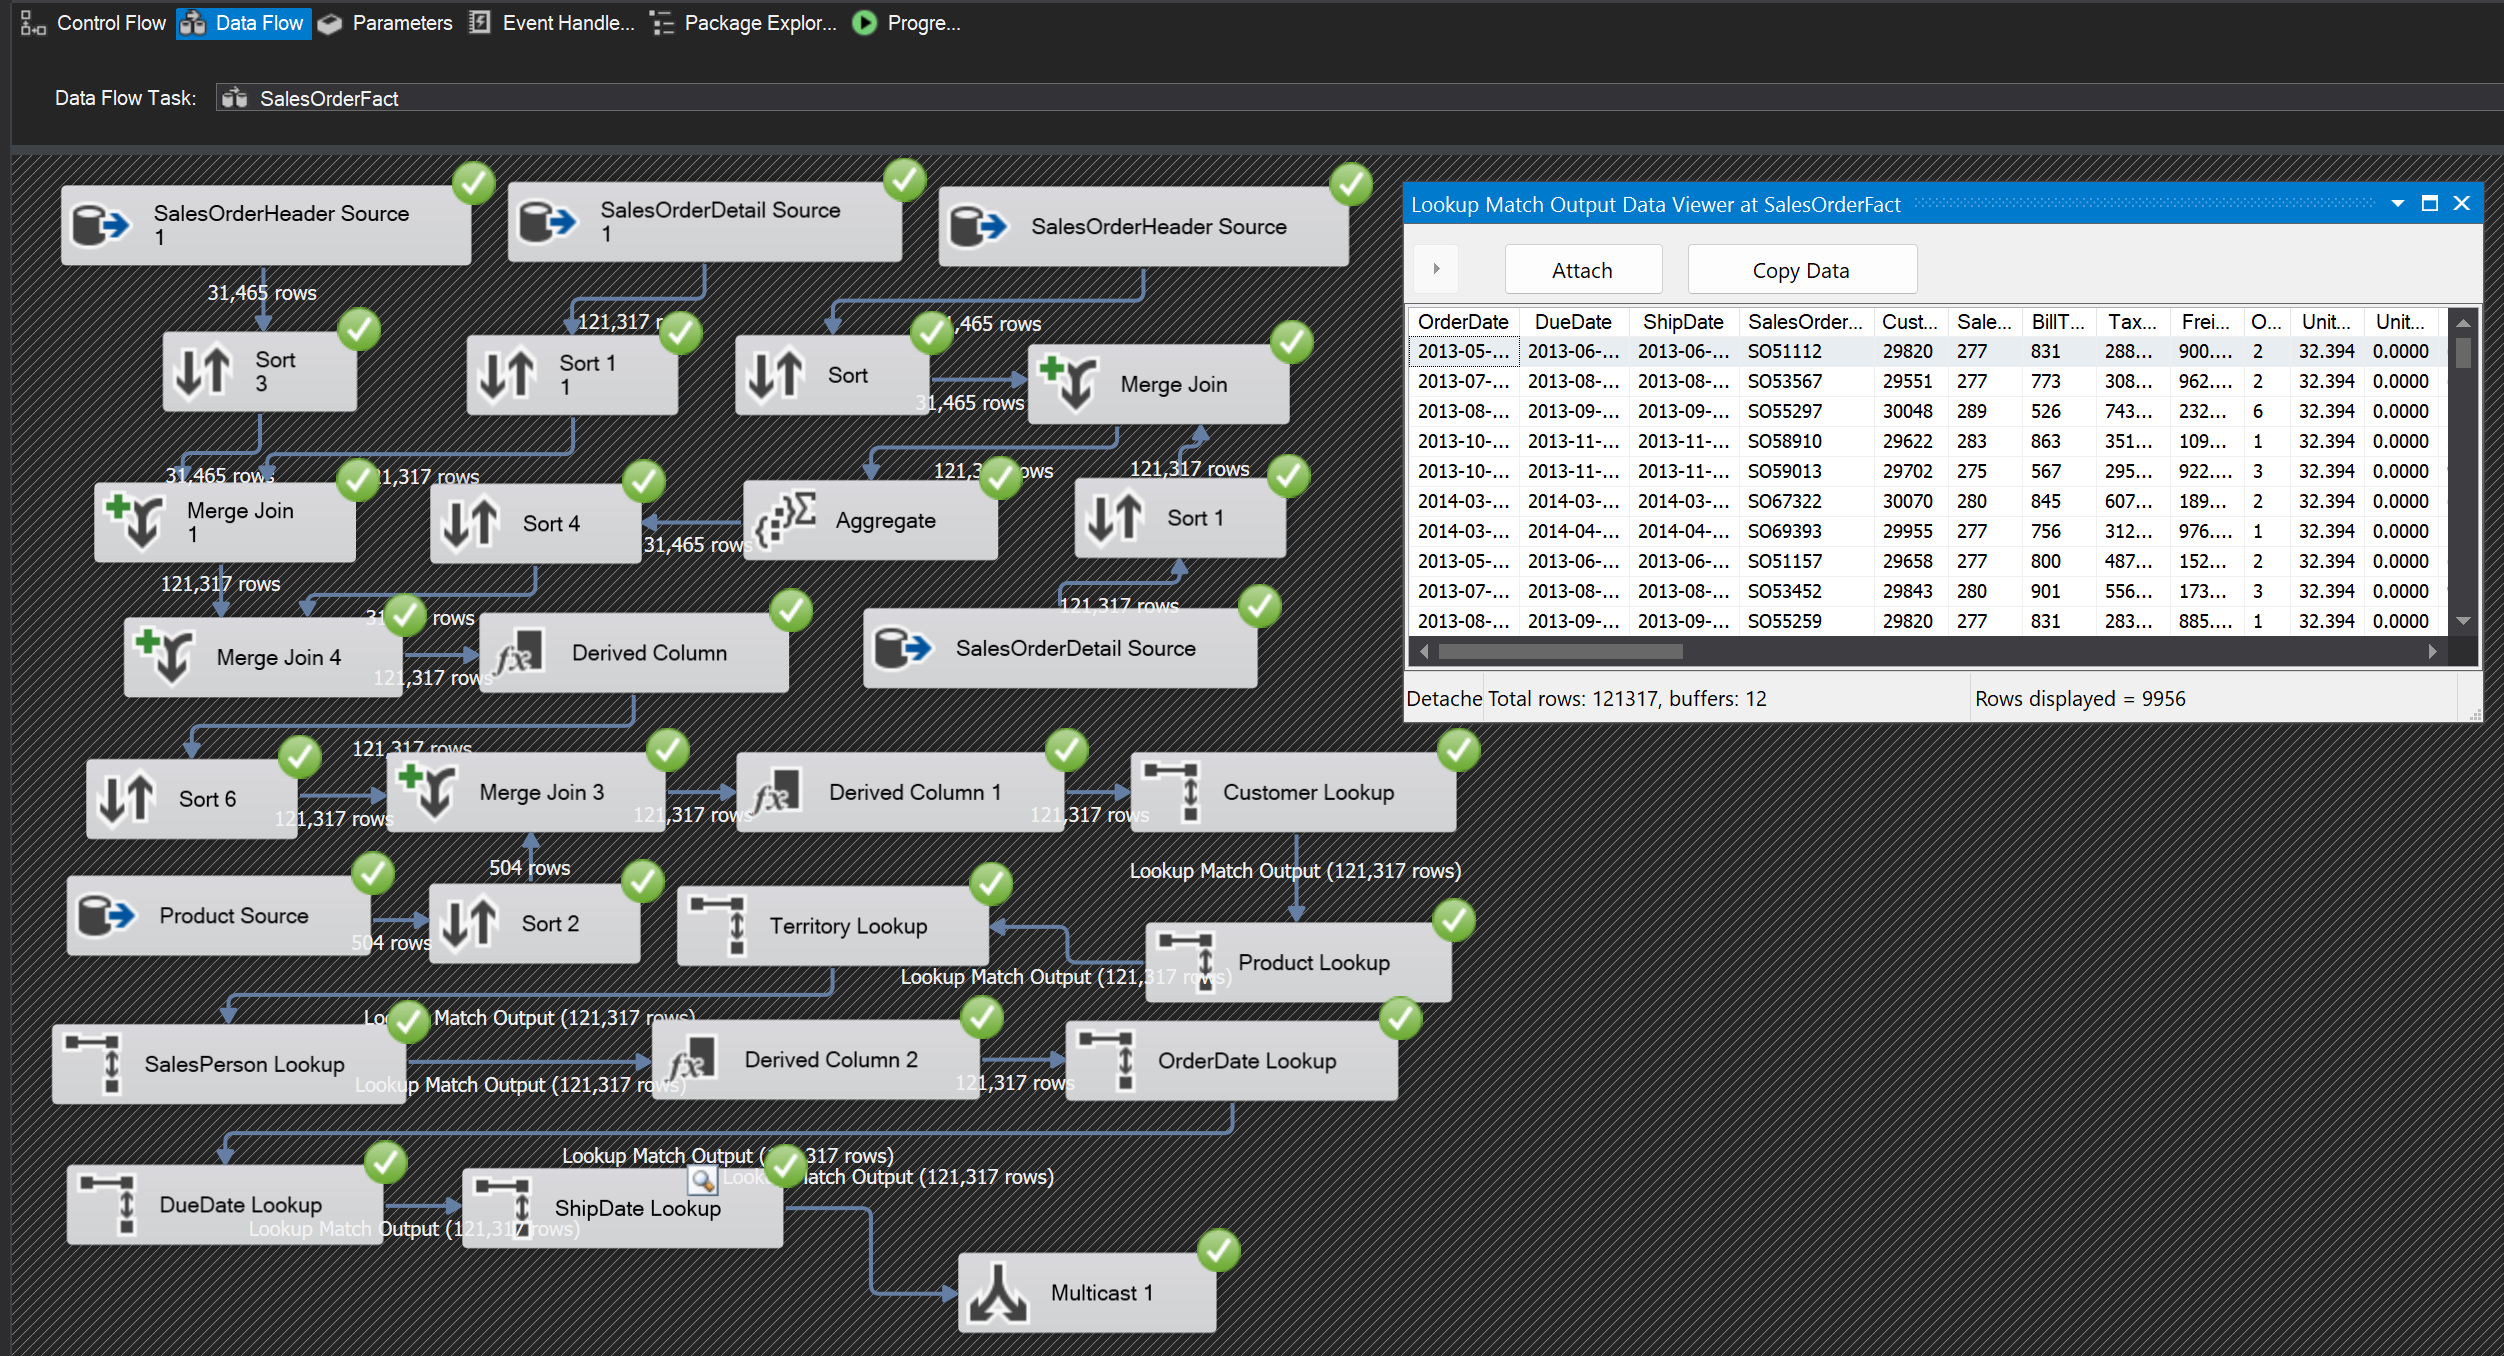 Control Flow Data Flow Parameters Event Handle... Package Explor... Progre...
Data Flow Task: SalesOrderFact
SalesOrderHeader Source
1
SalesOrderDetail Source
1
SalesOrderHeader Source
31,465 rows
121,317
,465 rows
Sort
3
Sort 1
1
Sort
Merge Join
31,465 rows
31,465 rows
121,317 rows
121,317 rows
Merge Join
1
Sort 4
Aggregate
Sort 1
31,465 rows
121,317 rows
rows
121,317 rows
Merge Join 4
Derived Column
SalesOrderDetail Source
121,317 rows
121,317 rows
Sort 6
Merge Join 3
Derived Column 1
Customer Lookup
121,317 rows
121,317 rows
121,317 rows
504 rows
Lookup Match Output (121,317 rows)
Product Source
Sort 2
Territory Lookup
Product Lookup
504 rows
Lookup Match Output (121,317 rows)
Match Output (121,317 rows)
SalesPerson Lookup
Derived Column 2
OrderDate Lookup
Lookup Match Output (121,317 rows)
121,317 rows
Lookup Match Output ( 317 rows)
Match Output (121,317 rows)
DueDate Lookup
ShipDate Lookup
Lookup Match Output (121,317 rows)
Multicast 1
Lookup Match Output Data Viewer at SalesOrderFact
Attach Copy Data
OrderDate DueDate ShipDate SalesOrder... Cust... Sale... BillT... Tax... Frei... O... Unit... Unit...
2013-05-... 2013-06-... 2013-06-... SO51112 29820 277 831 288... 900.... 2 32.394 0.0000
2013-07-... 2013-08-... 2013-08-... SO53567 29551 277 773 308... 962.... 2 32.394 0.0000
2013-08-... 2013-09-... 2013-09-... SO55297 30048 289 526 743... 232... 6 32.394 0.0000
2013-10-... 2013-11-... 2013-11-... SO58910 29622 283 863 351... 109... 1 32.394 0.0000
2013-10-... 2013-11-... 2013-11-... SO59013 29702 275 567 295... 922.... 3 32.394 0.0000
2014-03-... 2014-03-... 2014-03-... SO67322 30070 280 845 607... 189... 2 32.394 0.0000
2014-03-... 2014-04-... 2014-04-... SO69393 29955 277 756 312... 976.... 1 32.394 0.0000
2013-05-... 2013-06-... 2013-06-... SO51157 29658 277 800 487... 152... 2 32.394 0.0000
2013-07-... 2013-08-... 2013-08-... SO53452 29843 280 901 556... 173... 3 32.394 0.0000
2013-08-... 2013-09-... 2013-09-... SO55259 29820 277 831 283... 885.... 1 32.394 0.0000
Detache Total rows: 121317, buffers: 12 Rows displayed = 9956